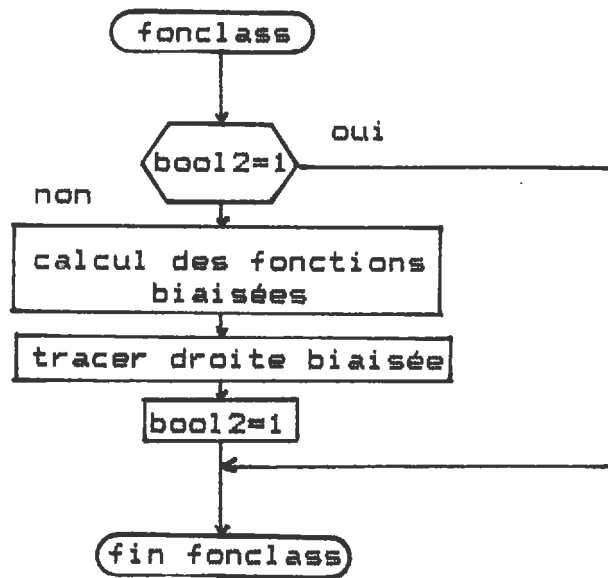 fonclass
oui
bool2=1
non
calcul des fonctions
biaisées
tracer droite biaisée
bool2=1
fin fonclass